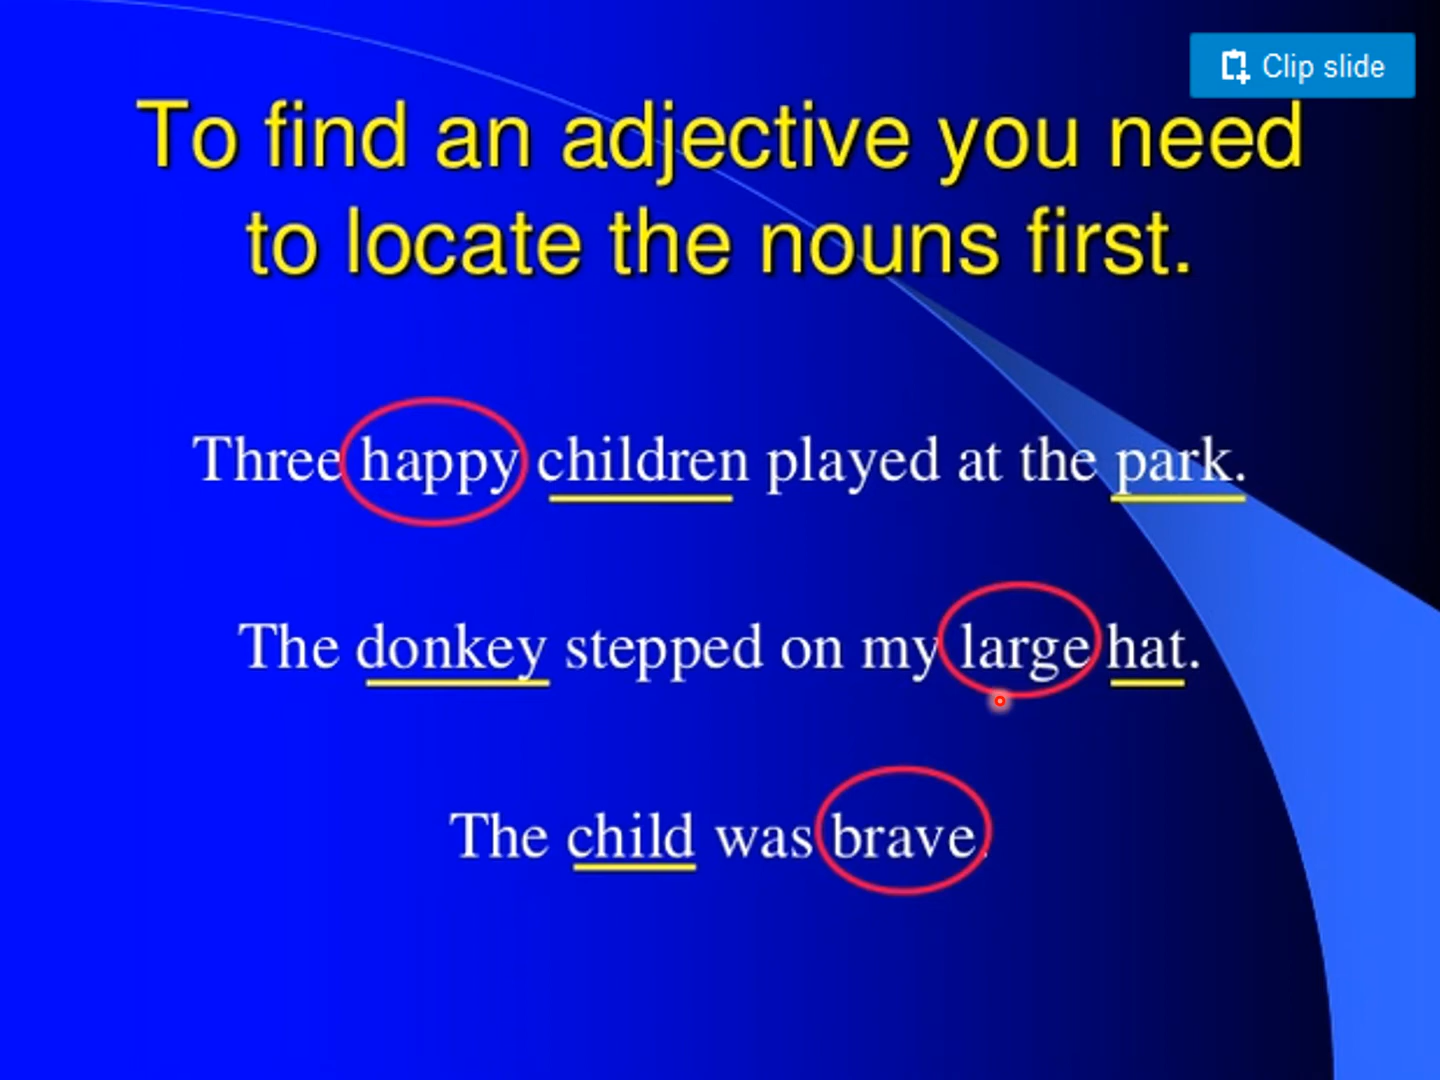 Clip slide
To find an adjective you need
to locate the nouns first.
Three happy children played at the park.
The donkey stepped on my large hat.
The child was brave.